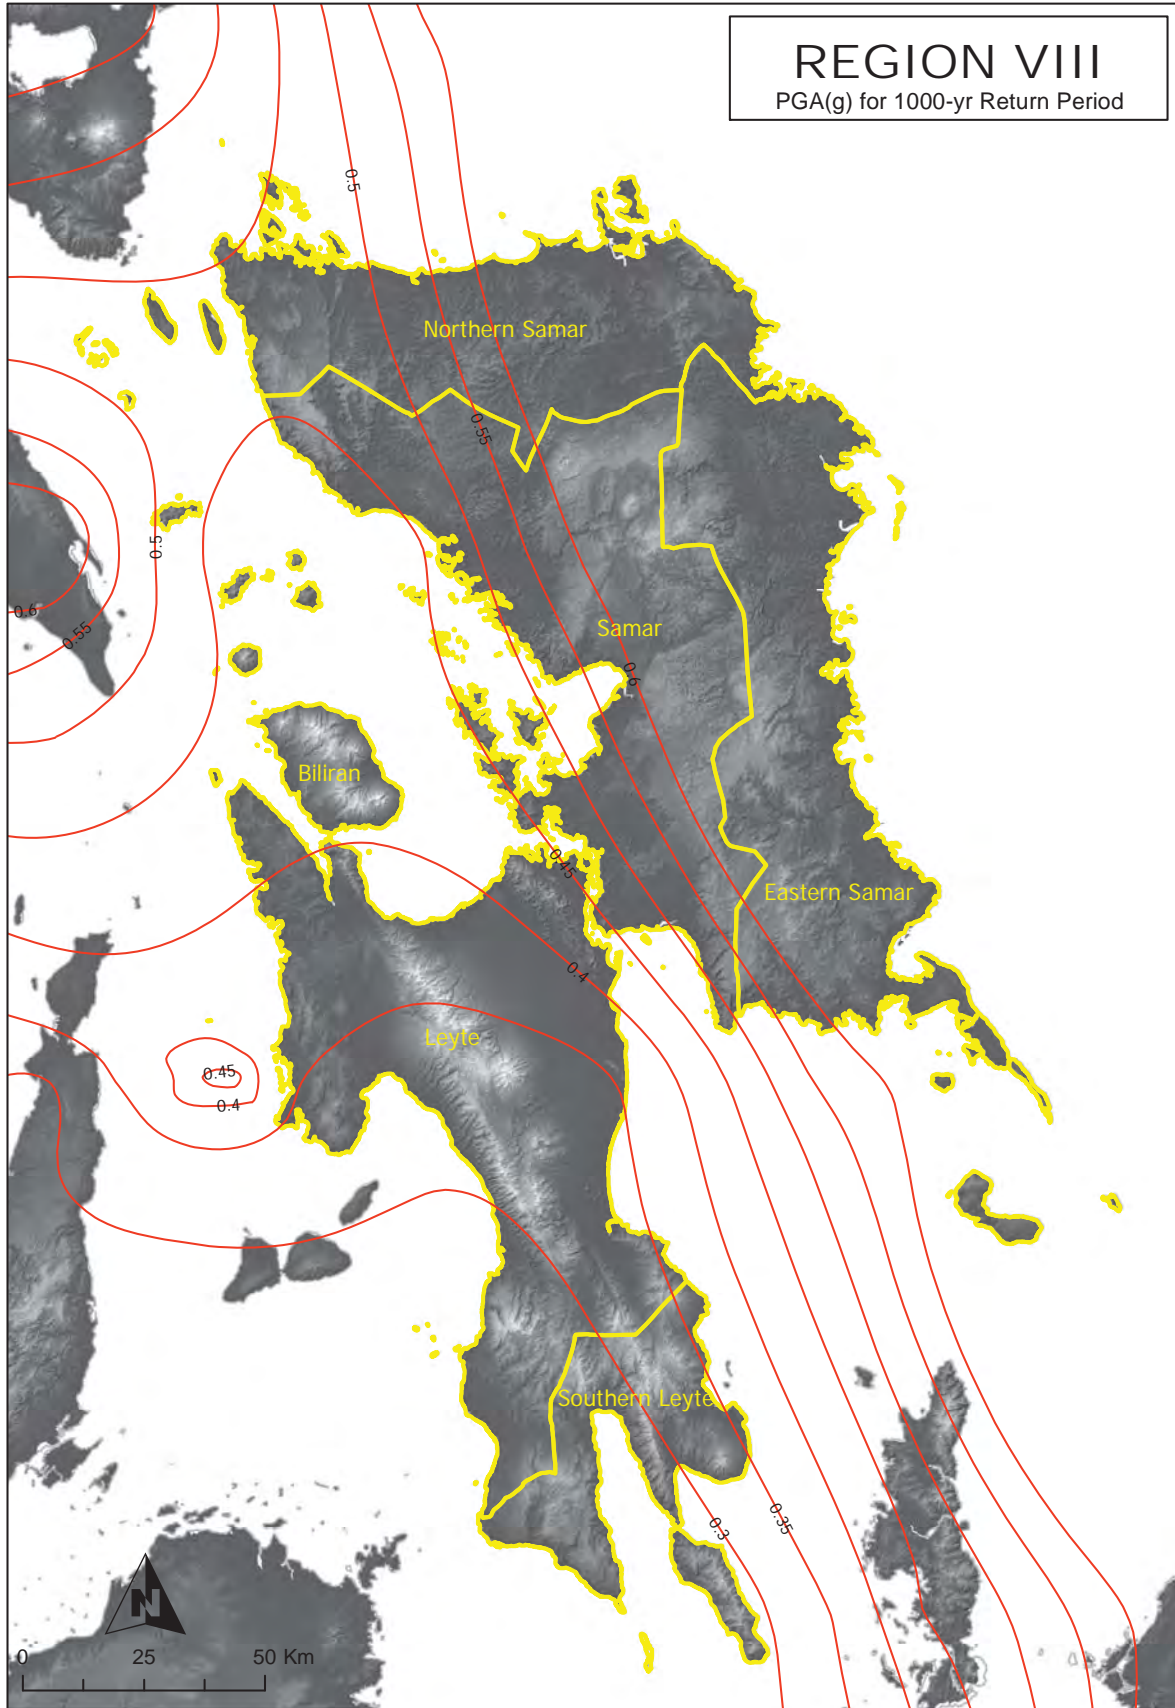 REGION VIII
PGA(g) for 1000-yr Return Period
0.5
Northern Samar
0.55
0.5
0.6
0.55
Samar
0.6
Biliran
0.45
Eastern Samar
0.4
Leyte
0.45
0.4
Southern Leyte
0.35
0.3
N
0 25 50 Km